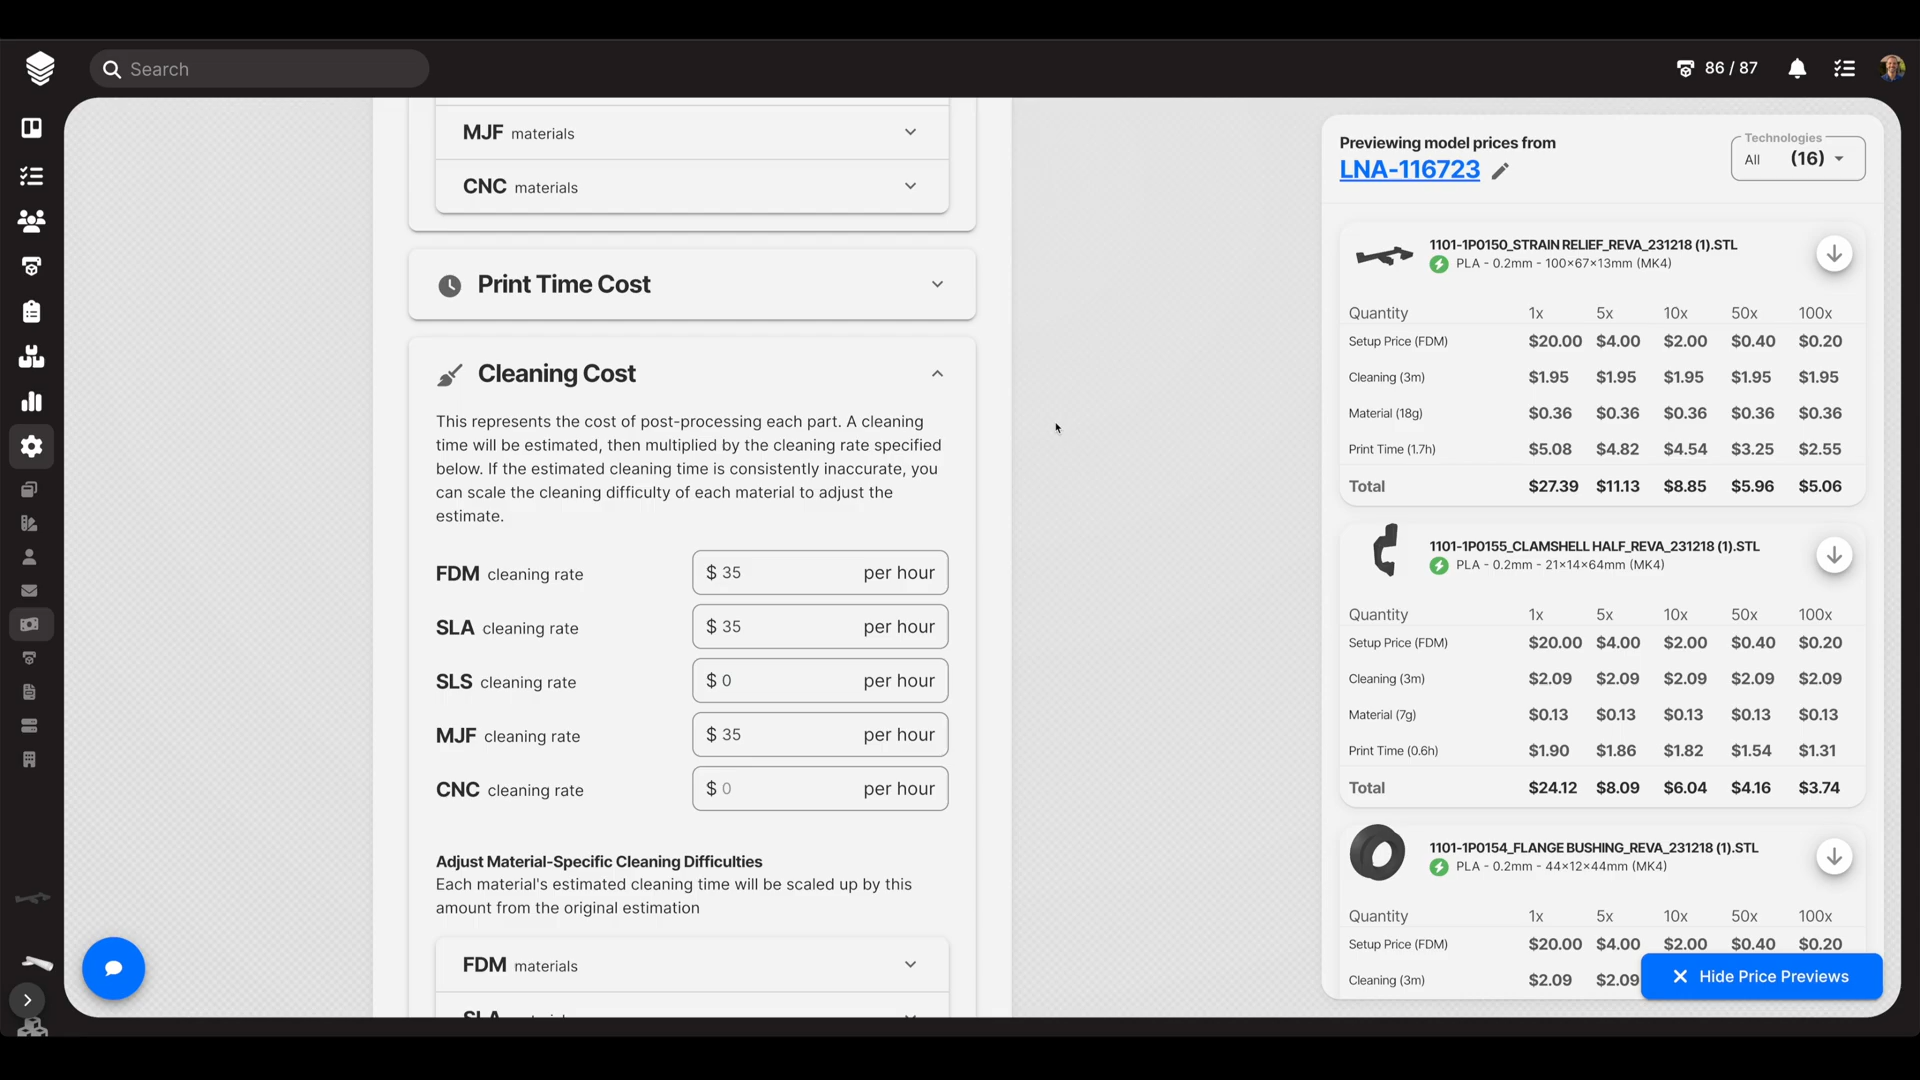 Search
86 / 87
MJF materials
CNC materials
Print Time Cost
Cleaning Cost
This represents the cost of post-processing each part. A cleaning
time will be estimated, then multiplied by the cleaning rate specified
below. If the estimated cleaning time is consistently inaccurate, you
can scale the cleaning difficulty of each material to adjust the
estimate.
FDM cleaning rate $ 35 per hour
SLA cleaning rate $ 35 per hour
SLS cleaning rate $ 0 per hour
MJF cleaning rate $ 35 per hour
CNC cleaning rate $ 0 per hour
Adjust Material-Specific Cleaning Difficulties
Each material's estimated cleaning time will be scaled up by this
amount from the original estimation
FDM materials
SLA
Previewing model prices from
LNA-116723
Technologies
All (16)
1101-1P0150_STRAIN RELIEF_REVA_231218 (1).STL
PLA - 0.2mm - 100×67×13mm (MK4)
Quantity 1x 5x 10x 50x 100x
Setup Price (FDM) $20.00 $4.00 $2.00 $0.40 $0.20
Cleaning (3m) $1.95 $1.95 $1.95 $1.95 $1.95
Material (18g) $0.36 $0.36 $0.36 $0.36 $0.36
Print Time (1.7h) $5.08 $4.82 $4.54 $3.25 $2.55
Total $27.39 $11.13 $8.85 $5.96 $5.06
1101-1P0155_CLAMSHELL HALF_REVA_231218 (1).STL
PLA - 0.2mm - 21×14×64mm (MK4)
Quantity 1x 5x 10x 50x 100x
Setup Price (FDM) $20.00 $4.00 $2.00 $0.40 $0.20
Cleaning (3m) $2.09 $2.09 $2.09 $2.09 $2.09
Material (7g) $0.13 $0.13 $0.13 $0.13 $0.13
Print Time (0.6h) $1.90 $1.86 $1.82 $1.54 $1.31
Total $24.12 $8.09 $6.04 $4.16 $3.74
1101-1P0154_FLANGE BUSHING_REVA_231218 (1).STL
PLA - 0.2mm - 44×12×44mm (MK4)
Quantity 1x 5x 10x 50x 100x
Setup Price (FDM) $20.00 $4.00 $2.00 $0.40 $0.20
Cleaning (3m) $2.09 $2.09
Hide Price Previews